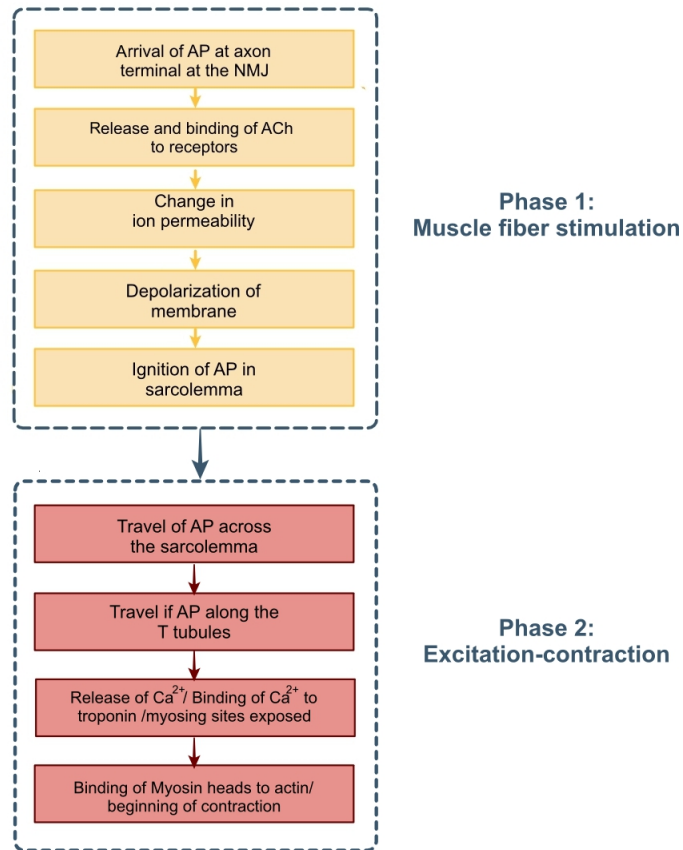 Arrival of AP at axon
terminal at the NMJ
Release and binding of ACh
to receptors
Change in
ion permeability
Depolarization of
membrane
Ignition of AP in
sarcolemma
Phase 1:
Muscle fiber stimulation
Travel of AP across
the sarcolemma
Travel if AP along the
T tubules
Release of Ca²⁺/ Binding of Ca²⁺ to
troponin /myosing sites exposed
Binding of Myosin heads to actin/
beginning of contraction
Phase 2:
Excitation-contraction